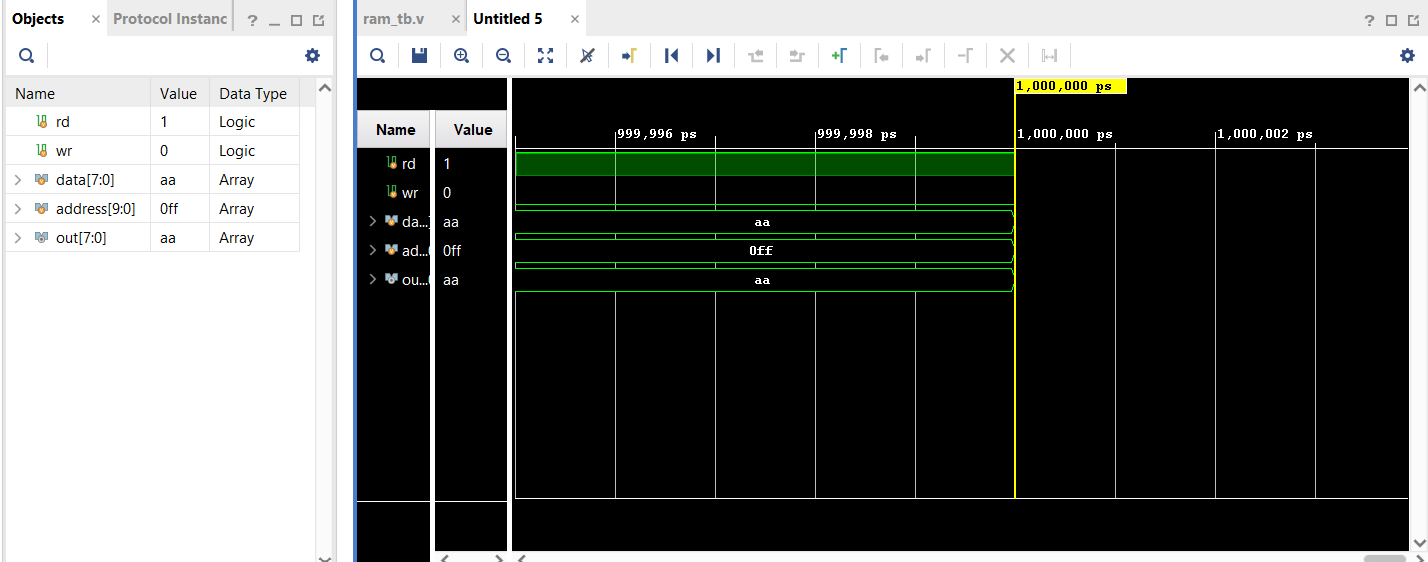 Objects × Protocol Instanc ? _
Name Value Data Type
rd 1 Logic
wr 0 Logic
data[7:0] aa Array
address[9:0] 0ff Array
out[7:0] aa Array
ram_tb.v × Untitled 5 × ?
1,000,000 ps
Name Value
999,996 ps 999,998 ps 1,000,000 ps 1,000,002 ps
rd 1
wr 0
da...] aa aa
ad...0 0ff 0ff
ou...0 aa aa